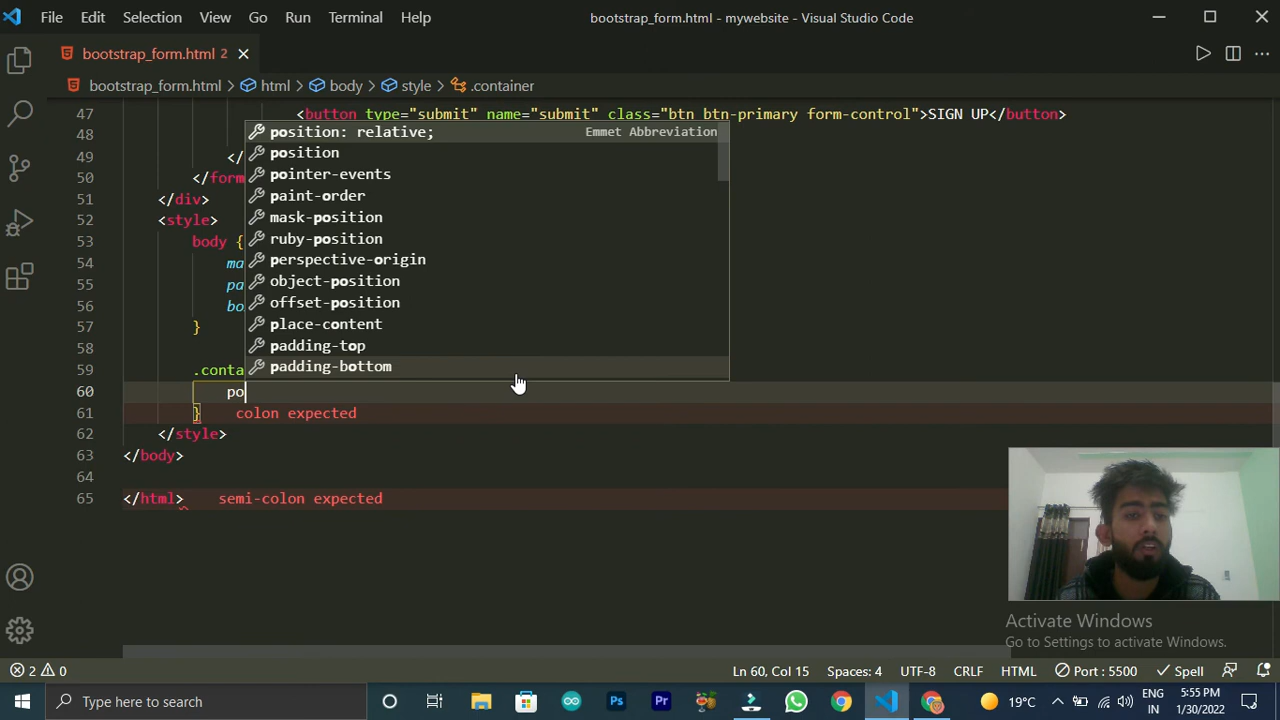 File Edit Selection View Go Run Terminal Help bootstrap_form.html - mywebsite - Visual Studio Code
bootstrap_form.html 2
bootstrap_form.html > html > body > style > .container
47 <button type="submit" name="submit" class="btn btn-primary form-control">SIGN UP</button>
position: relative; Emmet Abbreviation
48
position
49 </
pointer-events
50 </form
paint-order
51 </div>
mask-position
52 <style>
ruby-position
53 body {
perspective-origin
54 ma
object-position
55 pa
offset-position
56 bo
place-content
57 }
padding-top
58
padding-bottom
59 .conta
60 po
61 } colon expected
62 </style>
63 </body>
64
65 </html> semi-colon expected
Activate Windows
Go to Settings to activate Windows.
2 0 Ln 60, Col 15 Spaces: 4 UTF-8 CRLF HTML Port : 5500 Spell
Type here to search Ps Pr 19°C ENG IN 5:55 PM 1/30/2022